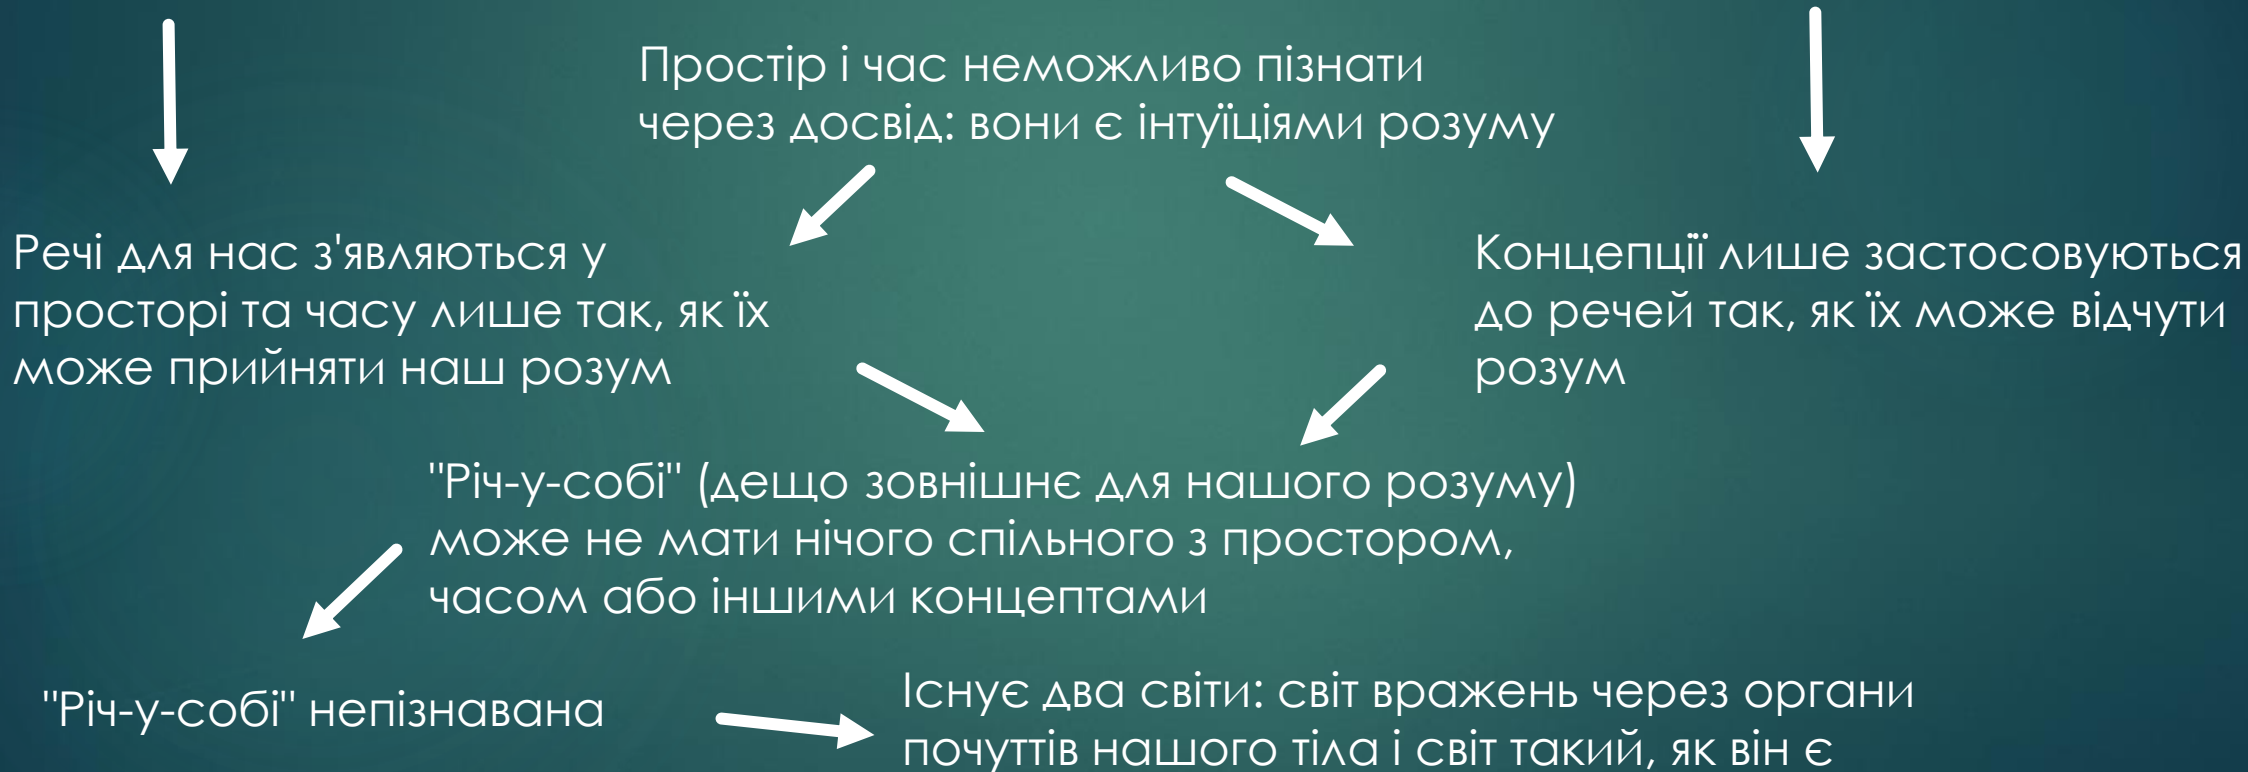 Простір і час неможливо пізнати
через досвід: вони є інтуїціями розуму
Речі для нас з'являються у
просторі та часу лише так, як їх
може прийняти наш розум
Концепції лише застосовуються
до речей так, як їх може відчути
розум
"Річ-у-собі" (дещо зовнішнє для нашого розуму)
може не мати нічого спільного з простором,
часом або іншими концептами
"Річ-у-собі" непізнавана
Існує два світи: світ вражень через органи
почуттів нашого тіла і світ такий, як він є